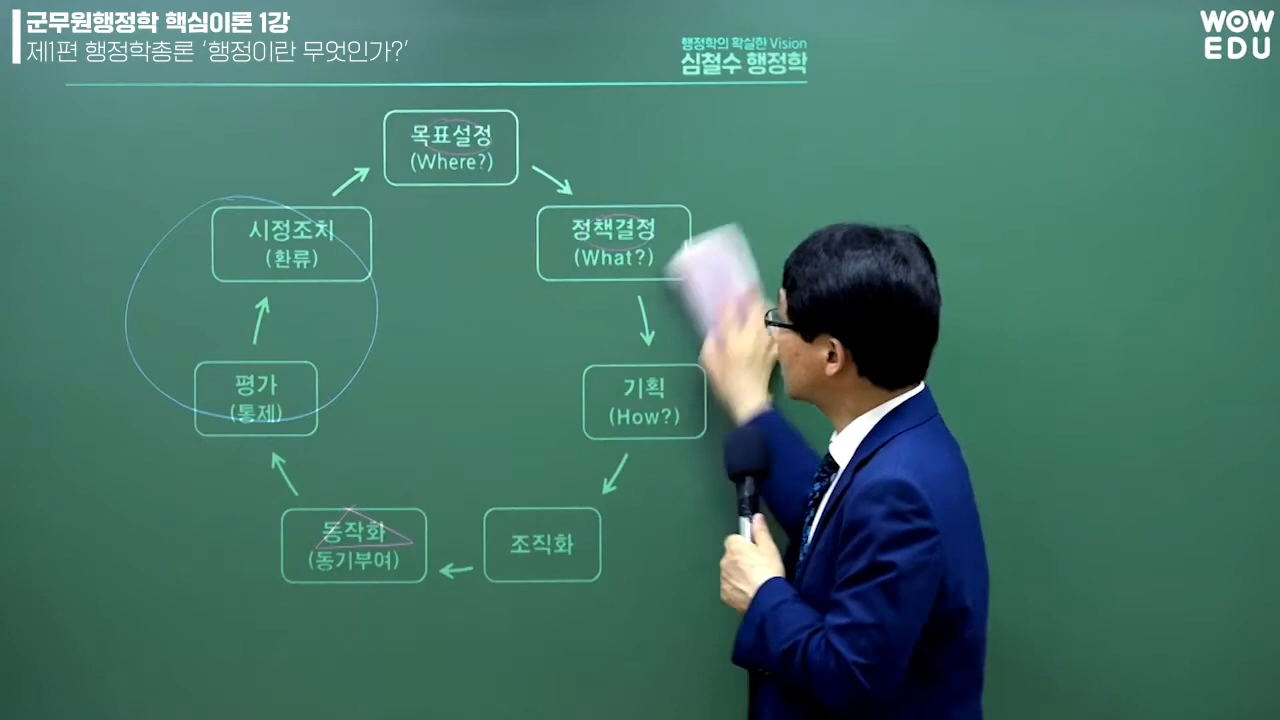 군무원행정학 핵심이론 1강
제1편 행정학총론 '행정이란 무엇인가?'
WOW
EDU
행정학의 확실한 Vision
심철수 행정학
목표설정
(Where?)
시정조치
(환류)
정책결정
(What?)
평가
(통제)
기획
(How?)
동작화
(동기부여)
조직화